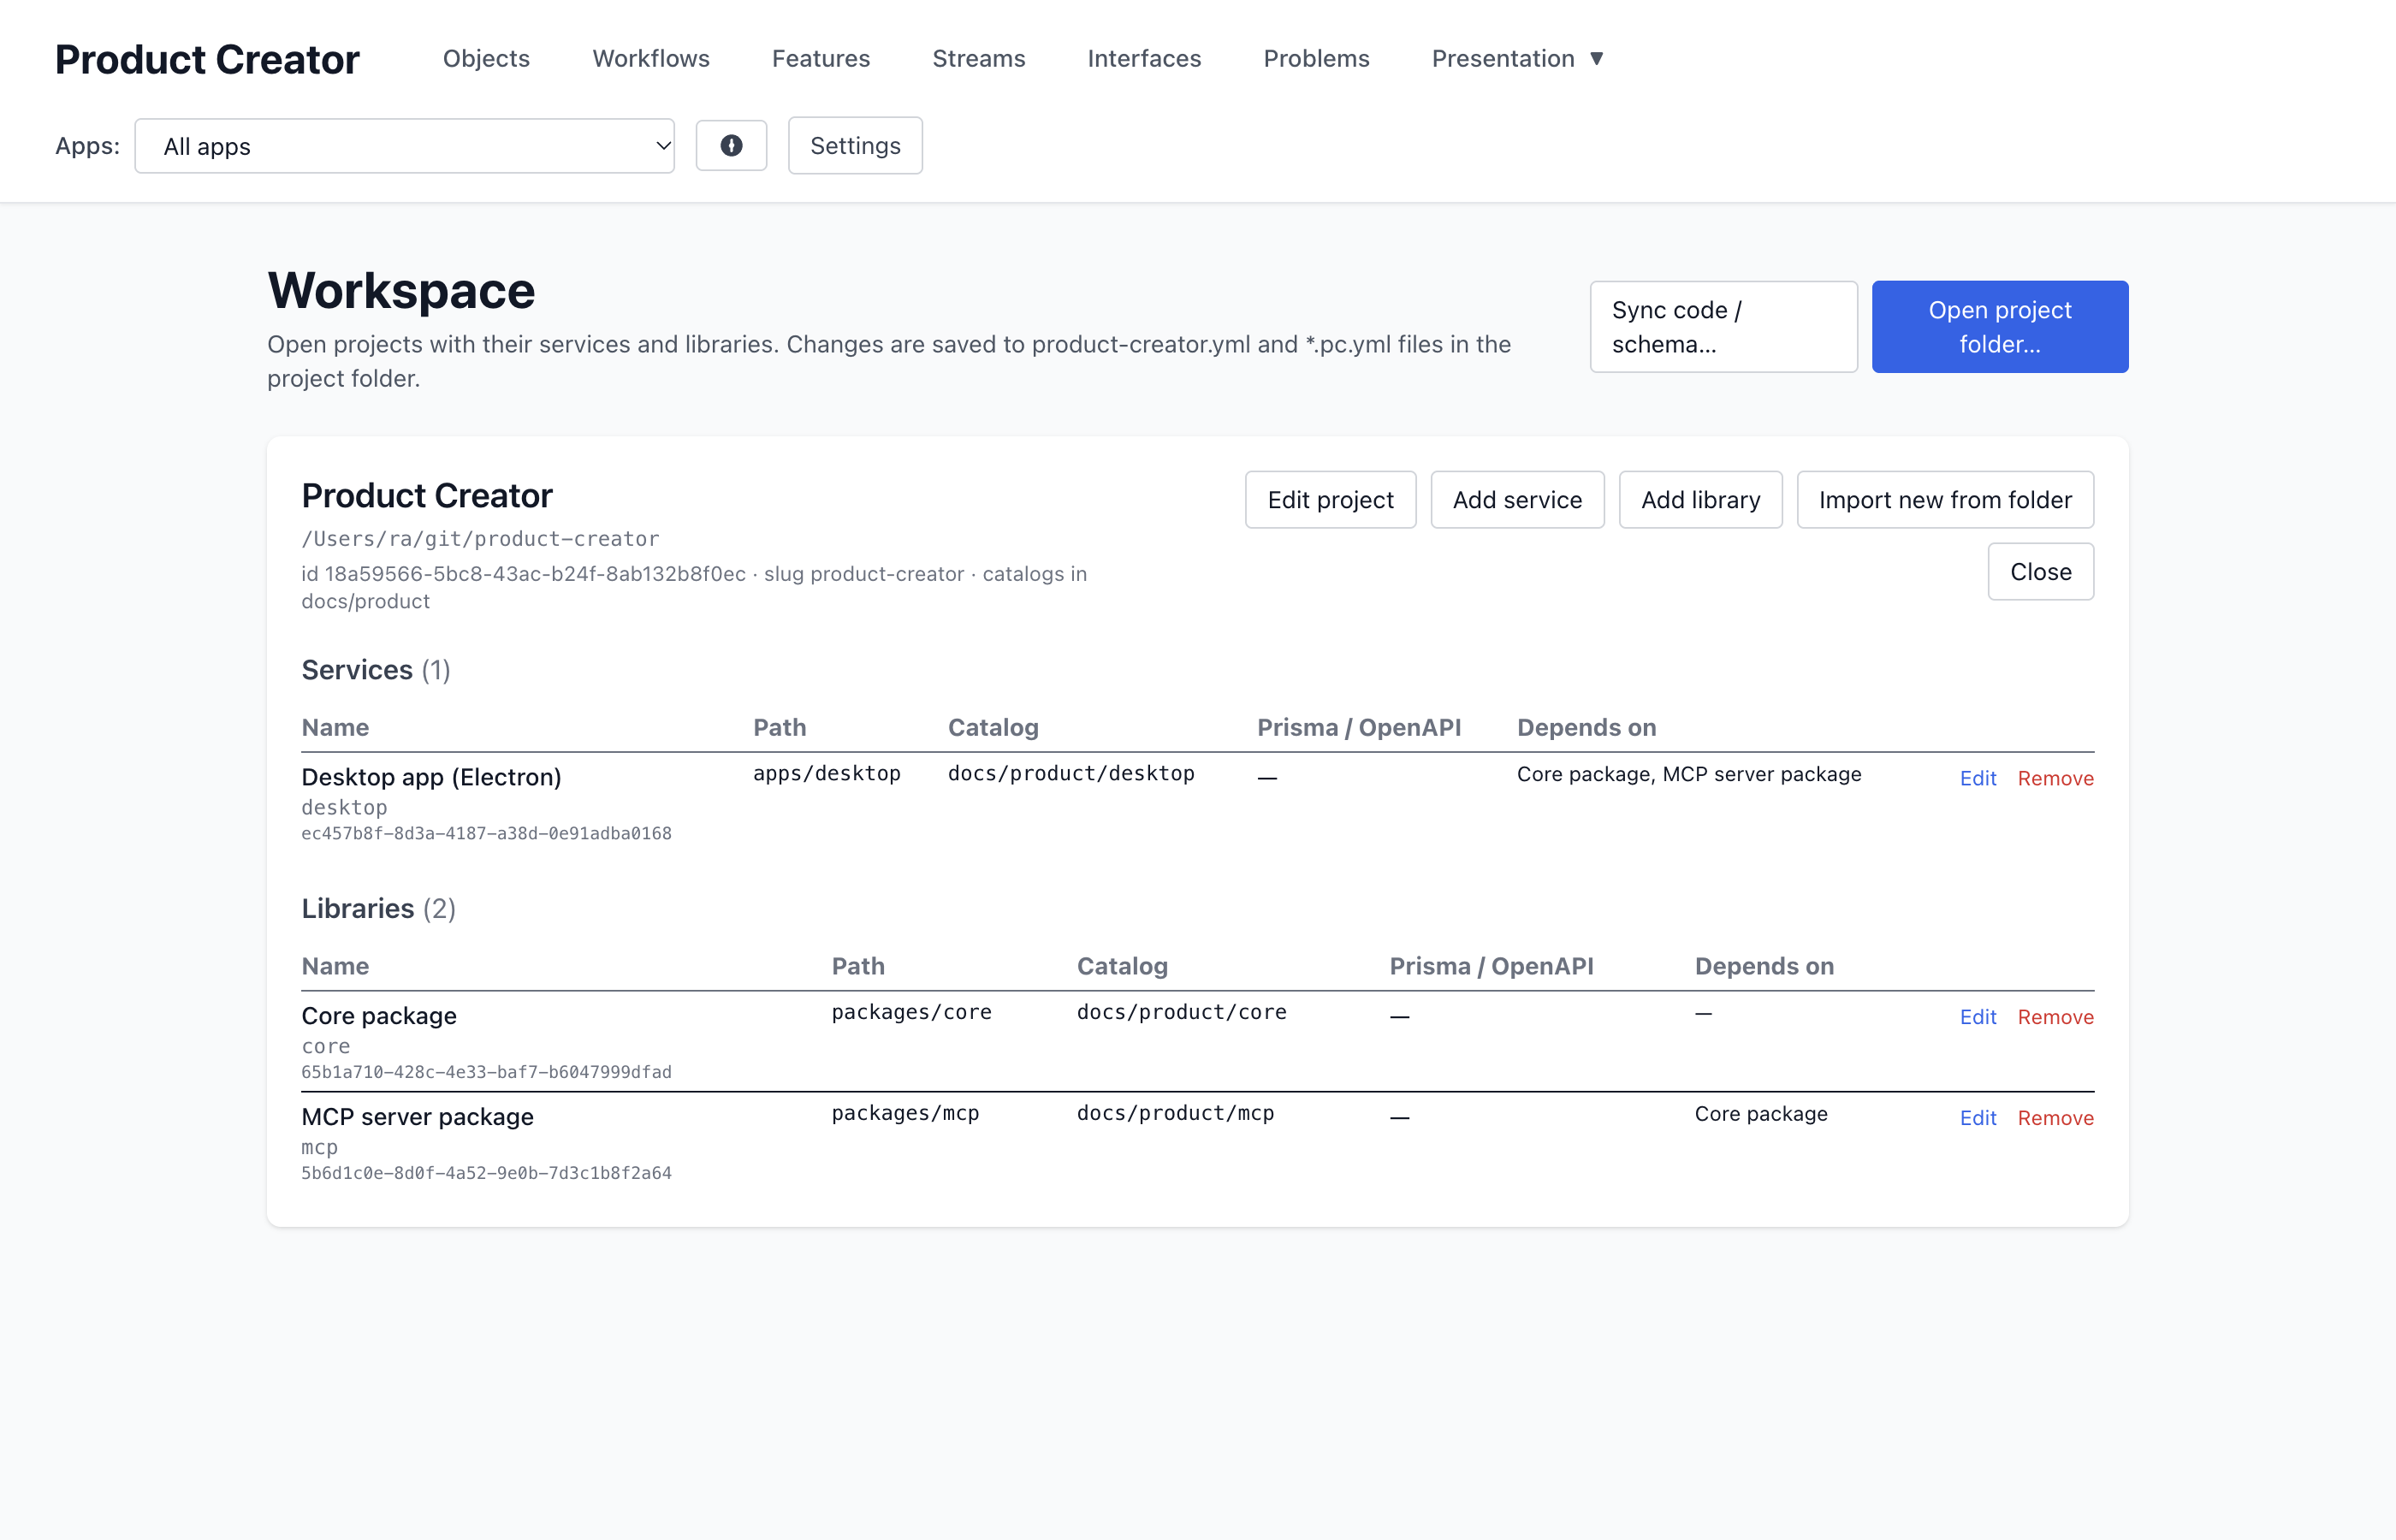 Product Creator Objects Workflows Features Streams Interfaces Problems Presentation ▼
Apps: All apps Settings
Workspace
Open projects with their services and libraries. Changes are saved to product-creator.yml and *.pc.yml files in the
project folder.
Sync code /
schema...
Open project
folder...
Product Creator
/Users/ra/git/product-creator
id 18a59566-5bc8-43ac-b24f-8ab132b8f0ec · slug product-creator · catalogs in
docs/product
Edit project Add service Add library Import new from folder
Close
Services (1)
Name Path Catalog Prisma / OpenAPI Depends on
Desktop app (Electron) apps/desktop docs/product/desktop — Core package, MCP server package Edit Remove
desktop
ec457b8f-8d3a-4187-a38d-0e91adba0168
Libraries (2)
Name Path Catalog Prisma / OpenAPI Depends on
Core package packages/core docs/product/core — — Edit Remove
core
65b1a710-428c-4e33-baf7-b6047999dfad
MCP server package packages/mcp docs/product/mcp — Core package Edit Remove
mcp
5b6d1c0e-8d0f-4a52-9e0b-7d3c1b8f2a64